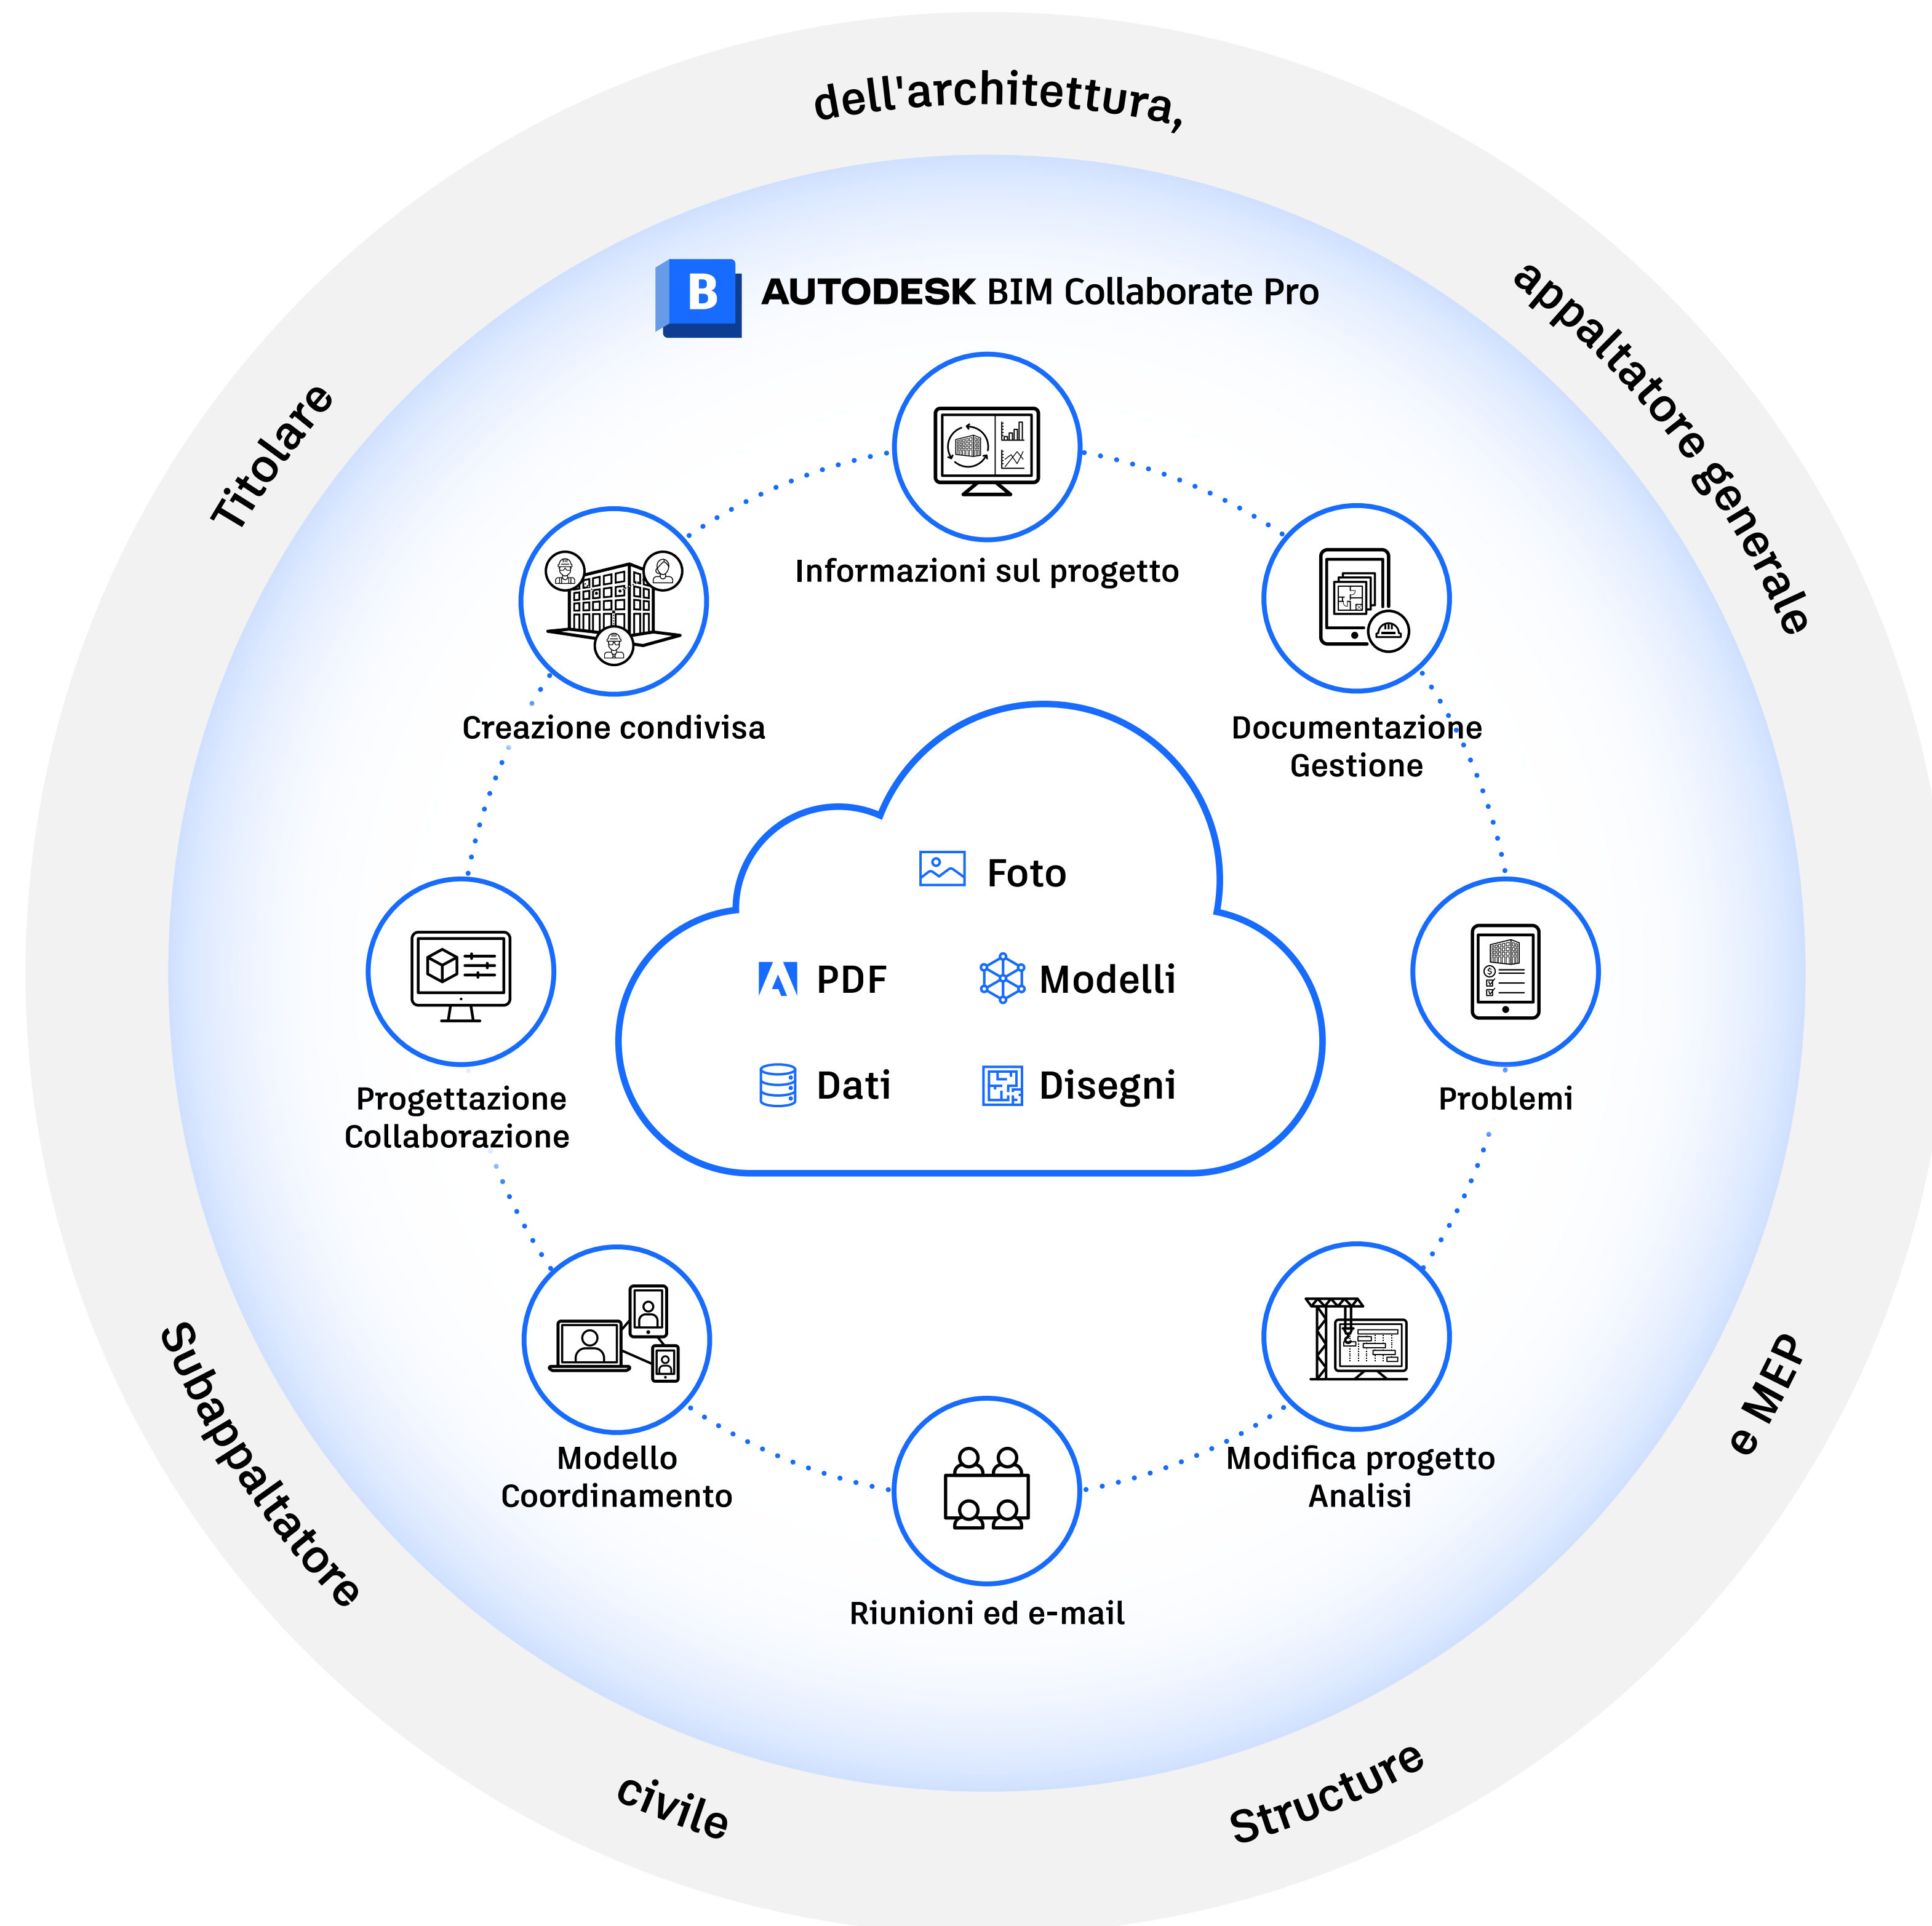 dell'architettura,
appaltatore generale
Titolare
B AUTODESK BIM Collaborate Pro
Informazioni sul progetto
Creazione condivisa
Documentazione
Gestione
Foto
PDF
Modelli
Dati
Disegni
Progettazione
Collaborazione
Problemi
Modello
Coordinamento
Modifica progetto
Analisi
Riunioni ed e-mail
Subappaltatore
e MEP
civile
Structure